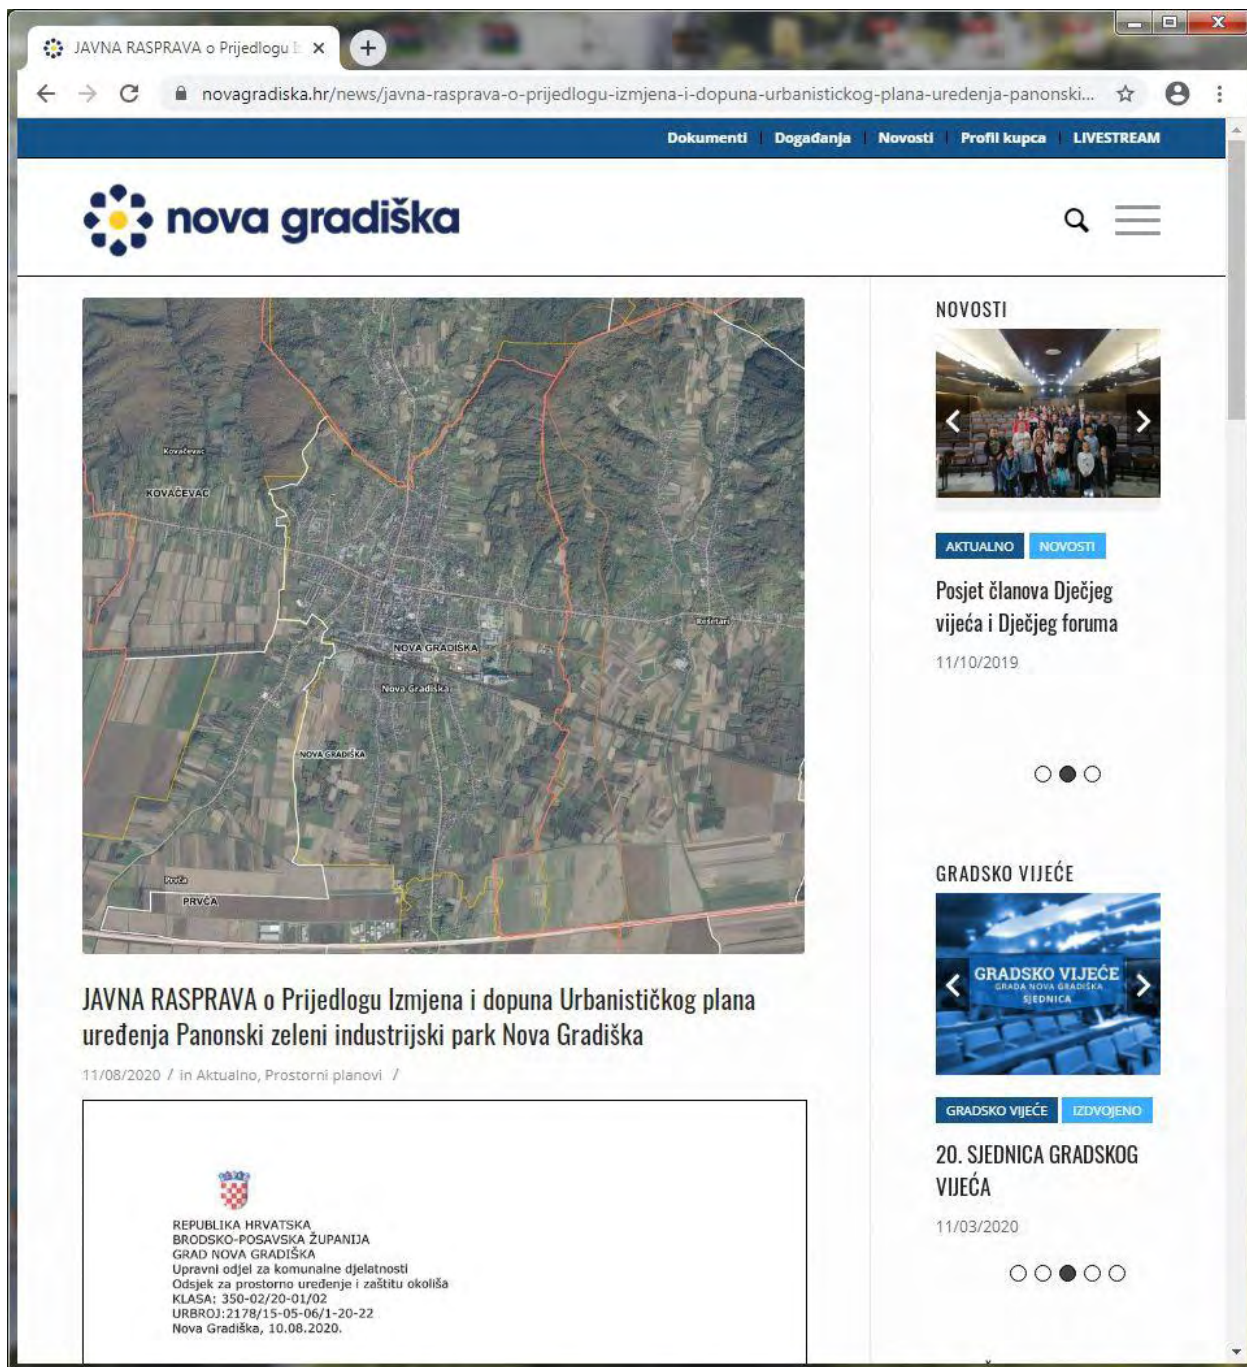 JAVNA RASPRAVA o Prijedlogu
novagradiska.hr/news/javna-rasprava-o-prijedlogu-izmjena-i-dopuna-urbanistickog-plana-uredenja-panonski...
Dokumenti Događanja Novosti Profil kupca LIVESTREAM
nova gradiška
Kovačevac
KOVAČEVAC
Rešetari
NOVA GRADIŠKA
Nova Gradiška
NOVA GRADIŠKA
Prvča
PRVČA
JAVNA RASPRAVA o Prijedlogu Izmjena i dopuna Urbanističkog plana
uređenja Panonski zeleni industrijski park Nova Gradiška
11/08/2020 / in Aktualno, Prostorni planovi /
REPUBLIKA HRVATSKA
BRODSKO-POSAVSKA ŽUPANIJA
GRAD NOVA GRADIŠKA
Upravni odjel za komunalne djelatnosti
Odsjek za prostorno uređenje i zaštitu okoliša
KLASA: 350-02/20-01/02
URBROJ:2178/15-05-06/1-20-22
Nova Gradiška, 10.08.2020.
NOVOSTI
AKTUALNO NOVOSTI
Posjet članova Dječjeg
vijeća i Dječjeg foruma
11/10/2019
GRADSKO VIJEĆE
GRADSKO VIJEĆE
GRADA NOVA GRADIŠKA
SJEDNICA
GRADSKO VIJEĆE IZDVOJENO
20. SJEDNICA GRADSKOG
VIJEĆA
11/03/2020